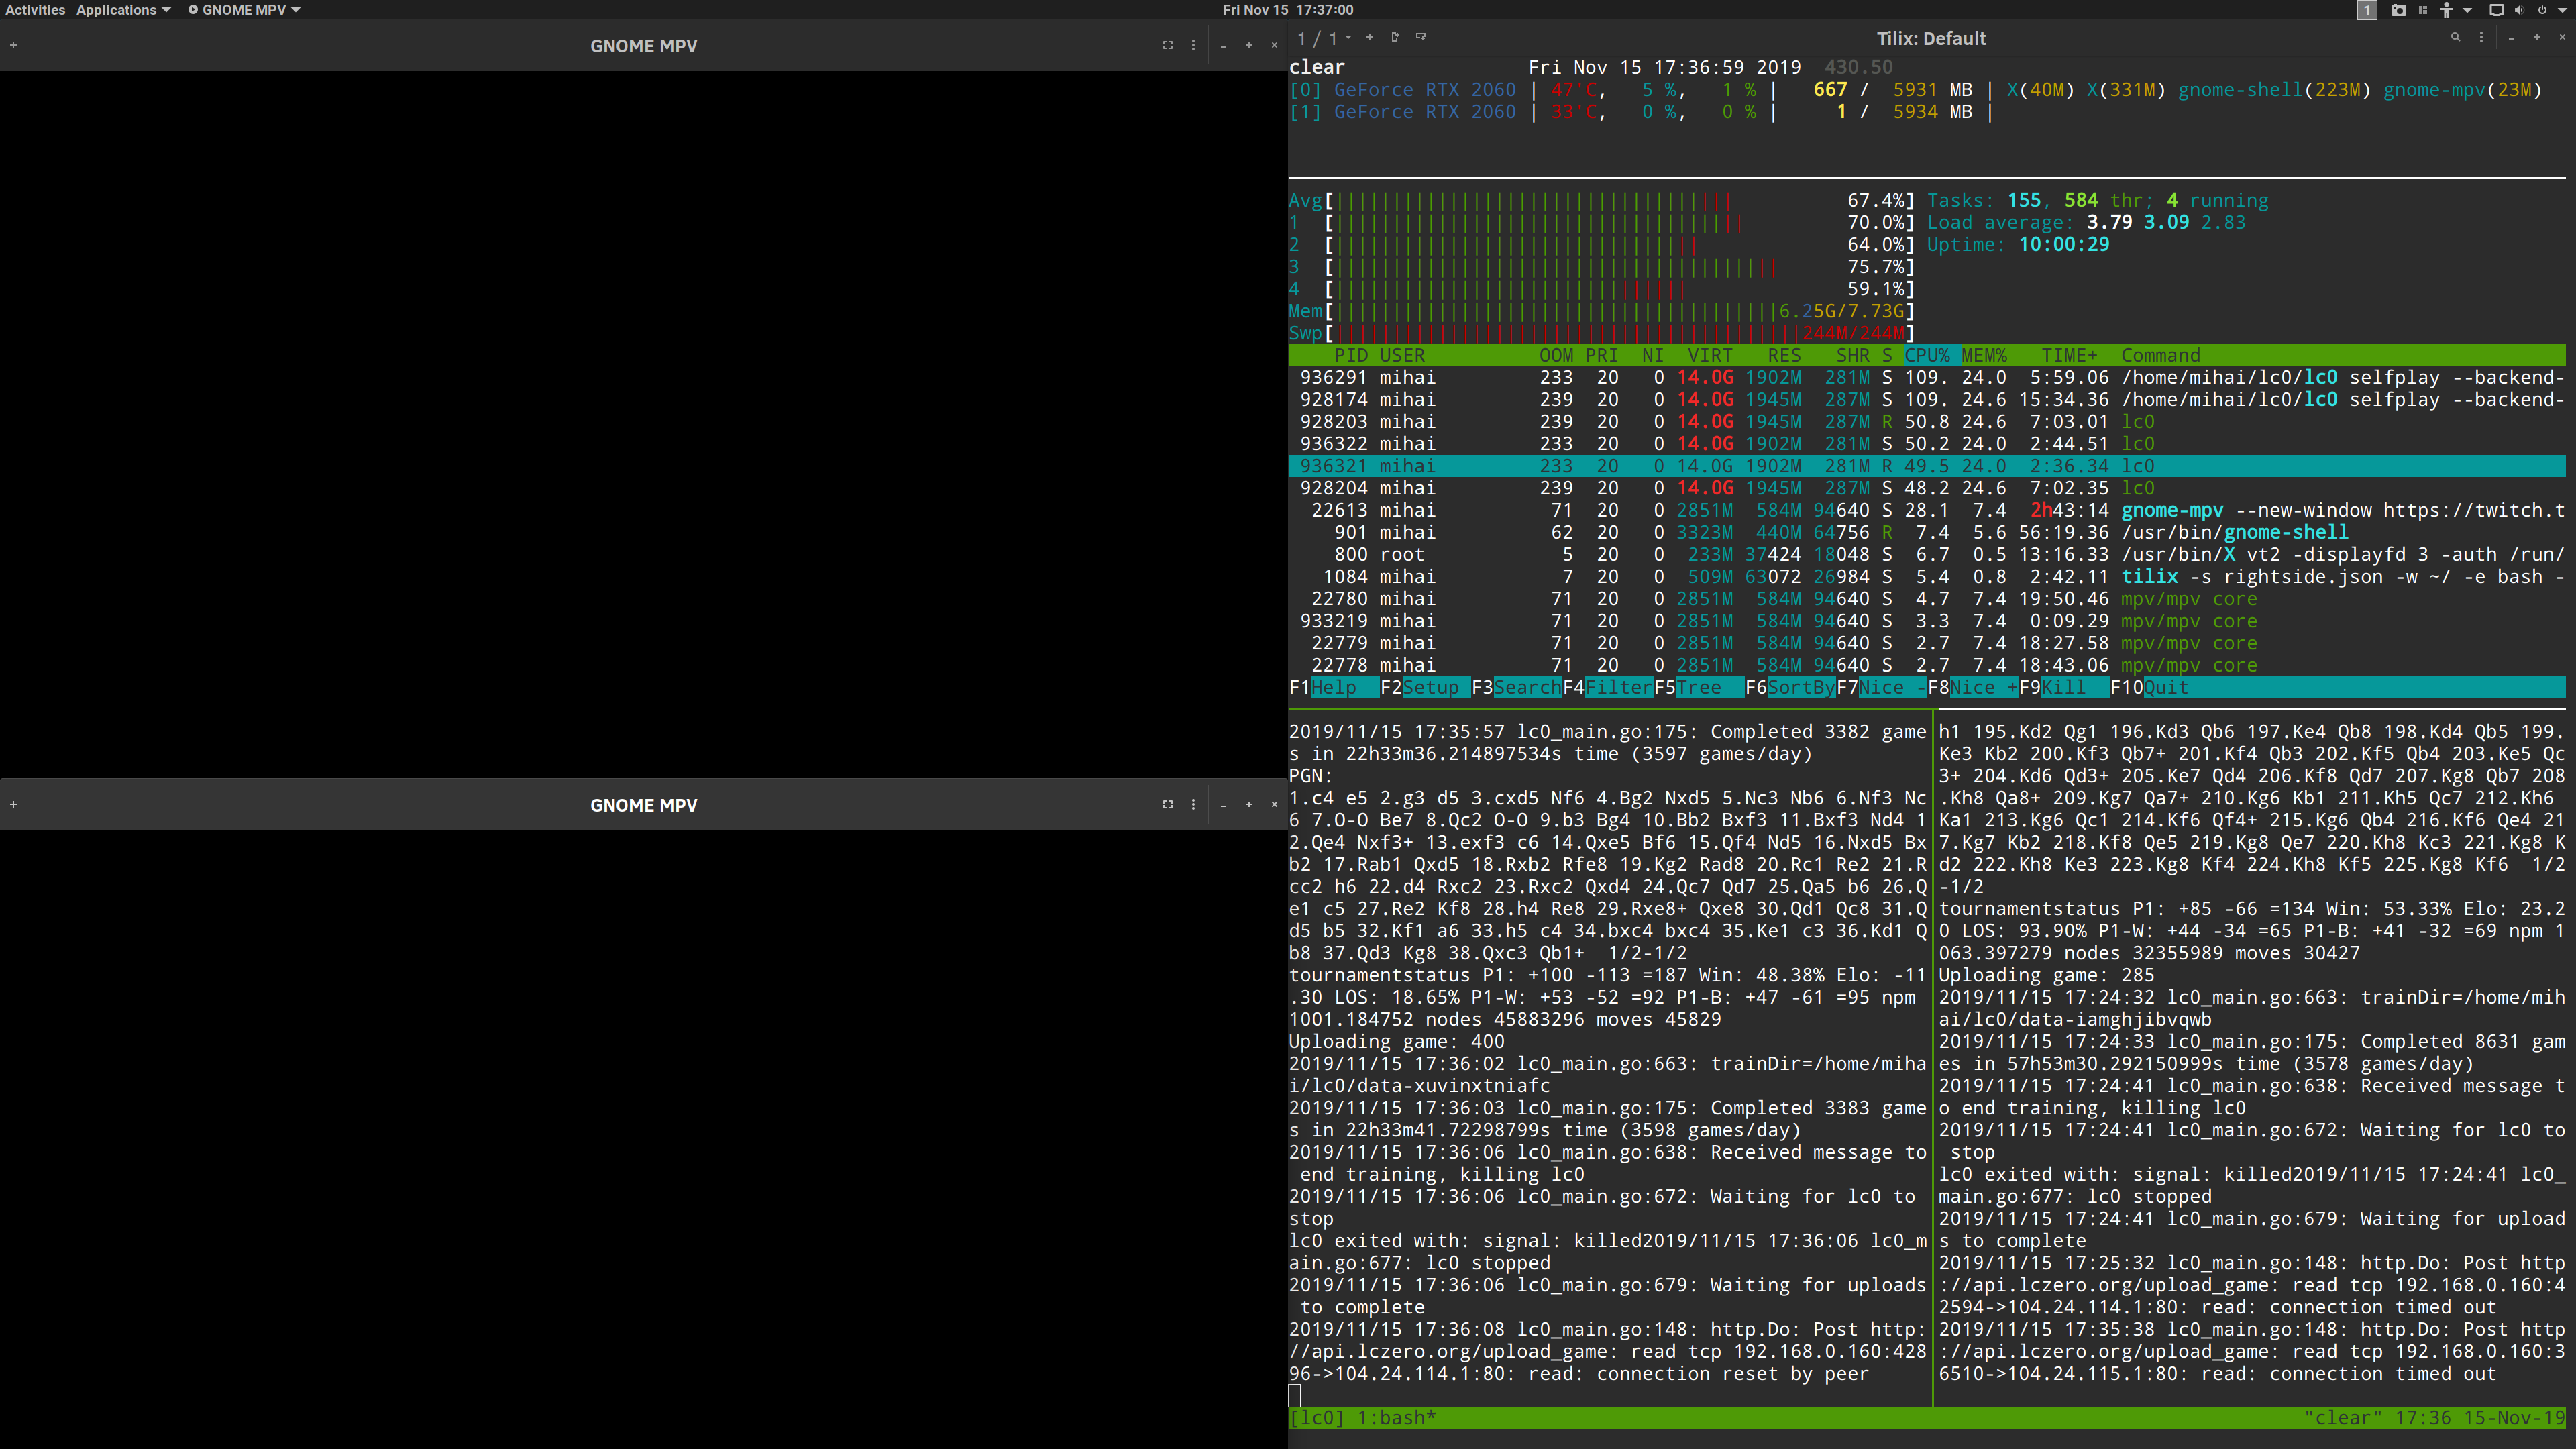 Activities Applications GNOME MPV Fri Nov 15 17:37:00 1
GNOME MPV
GNOME MPV
1 / 1 Tilix: Default
clear Fri Nov 15 17:36:59 2019 430.50
[0] GeForce RTX 2060 | 47'C, 5 %, 1 % | 667 / 5931 MB | X(40M) X(331M) gnome-shell(223M) gnome-mpv(23M)
[1] GeForce RTX 2060 | 33'C, 0 %, 0 % | 1 / 5934 MB |
Avg[ 67.4%] Tasks: 155, 584 thr; 4 running
1 [ 70.0%] Load average: 3.79 3.09 2.83
2 [ 64.0%] Uptime: 10:00:29
3 [ 75.7%]
4 [ 59.1%]
Mem[ 6.25G/7.73G]
Swp[ 244M/244M]
PID USER OOM PRI NI VIRT RES SHR S CPU% MEM% TIME+ Command
936291 mihai 233 20 0 14.0G 1902M 281M S 109. 24.0 5:59.06 /home/mihai/lc0/lc0 selfplay --backend-
928174 mihai 239 20 0 14.0G 1945M 287M S 109. 24.6 15:34.36 /home/mihai/lc0/lc0 selfplay --backend-
928203 mihai 239 20 0 14.0G 1945M 287M R 50.8 24.6 7:03.01 lc0
936322 mihai 233 20 0 14.0G 1902M 281M S 50.2 24.0 2:44.51 lc0
936321 mihai 233 20 0 14.0G 1902M 281M R 49.5 24.0 2:36.34 lc0
928204 mihai 239 20 0 14.0G 1945M 287M S 48.2 24.6 7:02.35 lc0
22613 mihai 71 20 0 2851M 584M 94640 S 28.1 7.4 2h43:14 gnome-mpv --new-window https://twitch.t
901 mihai 62 20 0 3323M 440M 64756 R 7.4 5.6 56:19.36 /usr/bin/gnome-shell
800 root 5 20 0 233M 37424 18048 S 6.7 0.5 13:16.33 /usr/bin/X vt2 -displayfd 3 -auth /run/
1084 mihai 7 20 0 509M 63072 26984 S 5.4 0.8 2:42.11 tilix -s rightside.json -w ~/ -e bash -
22780 mihai 71 20 0 2851M 584M 94640 S 4.7 7.4 19:50.46 mpv/mpv core
933219 mihai 71 20 0 2851M 584M 94640 S 3.3 7.4 0:09.29 mpv/mpv core
22779 mihai 71 20 0 2851M 584M 94640 S 2.7 7.4 18:27.58 mpv/mpv core
22778 mihai 71 20 0 2851M 584M 94640 S 2.7 7.4 18:43.06 mpv/mpv core
F1Help F2Setup F3SearchF4FilterF5Tree F6SortByF7Nice -F8Nice +F9Kill F10Quit
2019/11/15 17:35:57 lc0_main.go:175: Completed 3382 game
s in 22h33m36.214897534s time (3597 games/day)
PGN:
1.c4 e5 2.g3 d5 3.cxd5 Nf6 4.Bg2 Nxd5 5.Nc3 Nb6 6.Nf3 Nc
6 7.O-O Be7 8.Qc2 O-O 9.b3 Bg4 10.Bb2 Bxf3 11.Bxf3 Nd4 1
2.Qe4 Nxf3+ 13.exf3 c6 14.Qxe5 Bf6 15.Qf4 Nd5 16.Nxd5 Bx
b2 17.Rab1 Qxd5 18.Rxb2 Rfe8 19.Kg2 Rad8 20.Rc1 Re2 21.R
cc2 h6 22.d4 Rxc2 23.Rxc2 Qxd4 24.Qc7 Qd7 25.Qa5 b6 26.Q
e1 c5 27.Re2 Kf8 28.h4 Re8 29.Rxe8+ Qxe8 30.Qd1 Qc8 31.Q
d5 b5 32.Kf1 a6 33.h5 c4 34.bxc4 bxc4 35.Ke1 c3 36.Kd1 Q
b8 37.Qd3 Kg8 38.Qxc3 Qb1+ 1/2-1/2
tournamentstatus P1: +100 -113 =187 Win: 48.38% Elo: -11
.30 LOS: 18.65% P1-W: +53 -52 =92 P1-B: +47 -61 =95 npm
1001.184752 nodes 45883296 moves 45829
Uploading game: 400
2019/11/15 17:36:02 lc0_main.go:663: trainDir=/home/miha
i/lc0/data-xuvinxtniafc
2019/11/15 17:36:03 lc0_main.go:175: Completed 3383 game
s in 22h33m41.72298799s time (3598 games/day)
2019/11/15 17:36:06 lc0_main.go:638: Received message to
end training, killing lc0
2019/11/15 17:36:06 lc0_main.go:672: Waiting for lc0 to
stop
lc0 exited with: signal: killed2019/11/15 17:36:06 lc0_m
ain.go:677: lc0 stopped
2019/11/15 17:36:06 lc0_main.go:679: Waiting for uploads
to complete
2019/11/15 17:36:08 lc0_main.go:148: http.Do: Post http:
//api.lczero.org/upload_game: read tcp 192.168.0.160:428
96->104.24.114.1:80: read: connection reset by peer
h1 195.Kd2 Qg1 196.Kd3 Qb6 197.Ke4 Qb8 198.Kd4 Qb5 199.
Ke3 Kb2 200.Kf3 Qb7+ 201.Kf4 Qb3 202.Kf5 Qb4 203.Ke5 Qc
3+ 204.Kd6 Qd3+ 205.Ke7 Qd4 206.Kf8 Qd7 207.Kg8 Qb7 208
.Kh8 Qa8+ 209.Kg7 Qa7+ 210.Kg6 Kb1 211.Kh5 Qc7 212.Kh6
Ka1 213.Kg6 Qc1 214.Kf6 Qf4+ 215.Kg6 Qb4 216.Kf6 Qe4 21
7.Kg7 Kb2 218.Kf8 Qe5 219.Kg8 Qe7 220.Kh8 Kc3 221.Kg8 K
d2 222.Kh8 Ke3 223.Kg8 Kf4 224.Kh8 Kf5 225.Kg8 Kf6 1/2
-1/2
tournamentstatus P1: +85 -66 =134 Win: 53.33% Elo: 23.2
0 LOS: 93.90% P1-W: +44 -34 =65 P1-B: +41 -32 =69 npm 1
063.397279 nodes 32355989 moves 30427
Uploading game: 285
2019/11/15 17:24:32 lc0_main.go:663: trainDir=/home/mih
ai/lc0/data-iamghjibvqwb
2019/11/15 17:24:33 lc0_main.go:175: Completed 8631 gam
es in 57h53m30.292150999s time (3578 games/day)
2019/11/15 17:24:41 lc0_main.go:638: Received message t
o end training, killing lc0
2019/11/15 17:24:41 lc0_main.go:672: Waiting for lc0 to
stop
lc0 exited with: signal: killed2019/11/15 17:24:41 lc0_
main.go:677: lc0 stopped
2019/11/15 17:24:41 lc0_main.go:679: Waiting for upload
s to complete
2019/11/15 17:25:32 lc0_main.go:148: http.Do: Post http
://api.lczero.org/upload_game: read tcp 192.168.0.160:4
2594->104.24.114.1:80: read: connection timed out
2019/11/15 17:35:38 lc0_main.go:148: http.Do: Post http
://api.lczero.org/upload_game: read tcp 192.168.0.160:3
6510->104.24.115.1:80: read: connection timed out
[lc0] 1:bash* "clear" 17:36 15-Nov-19